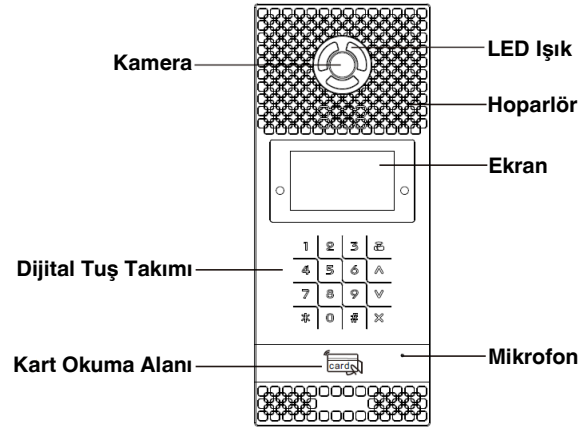 LED Işık
Kamera
Hoparlör
Ekran
1 2 3
4 5 6 ∧
Dijital Tuş Takımı
7 8 9 ∨
* 0 # ×
Mikrofon
Kart Okuma Alanı
card